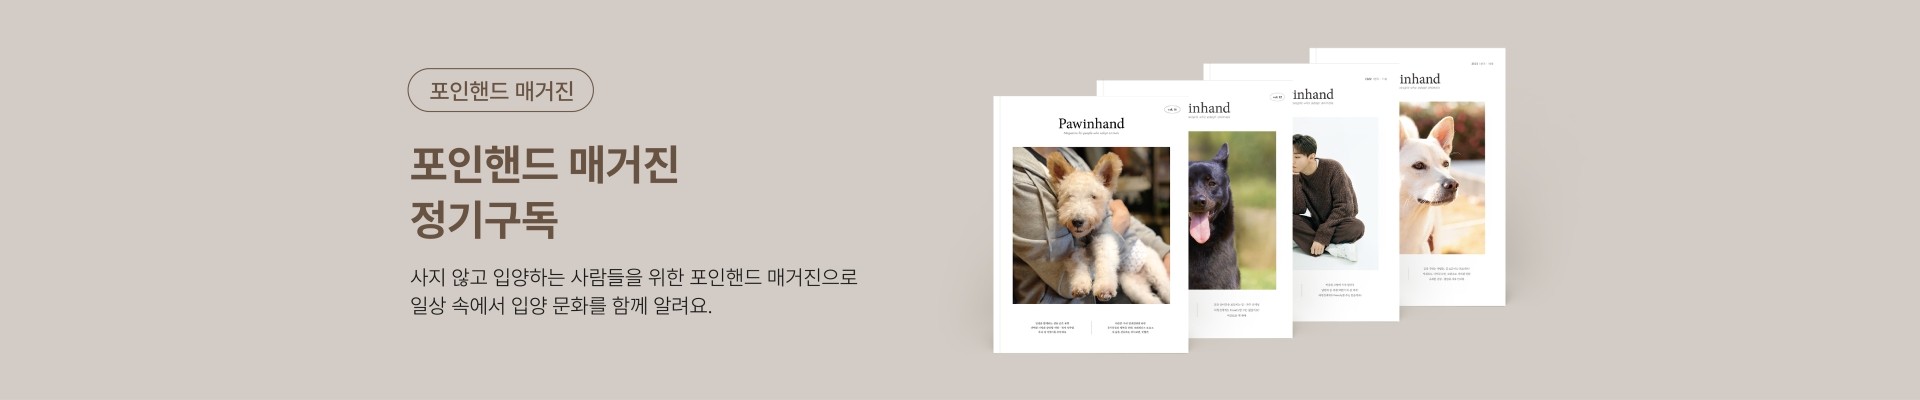 포인핸드 매거진
포인핸드 매거진
정기구독
사지 않고 입양하는 사람들을 위한 포인핸드 매거진으로
일상 속에서 입양 문화를 함께 알려요.
Pawinhand
inhand
inhand
inhand